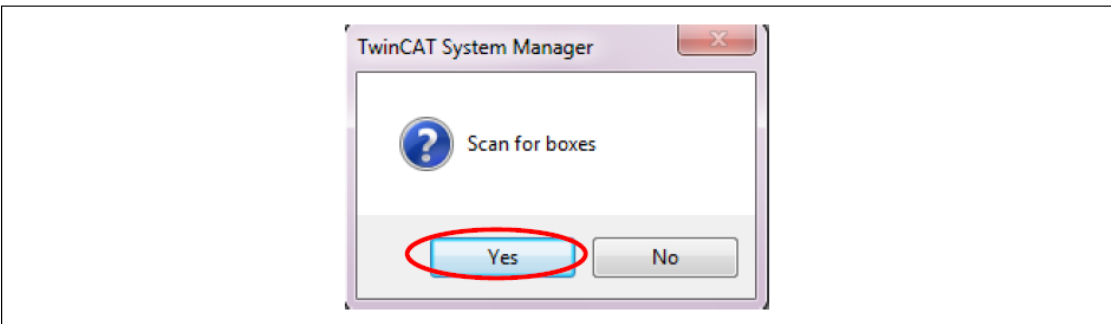 TwinCAT System Manager
Scan for boxes
Yes
No